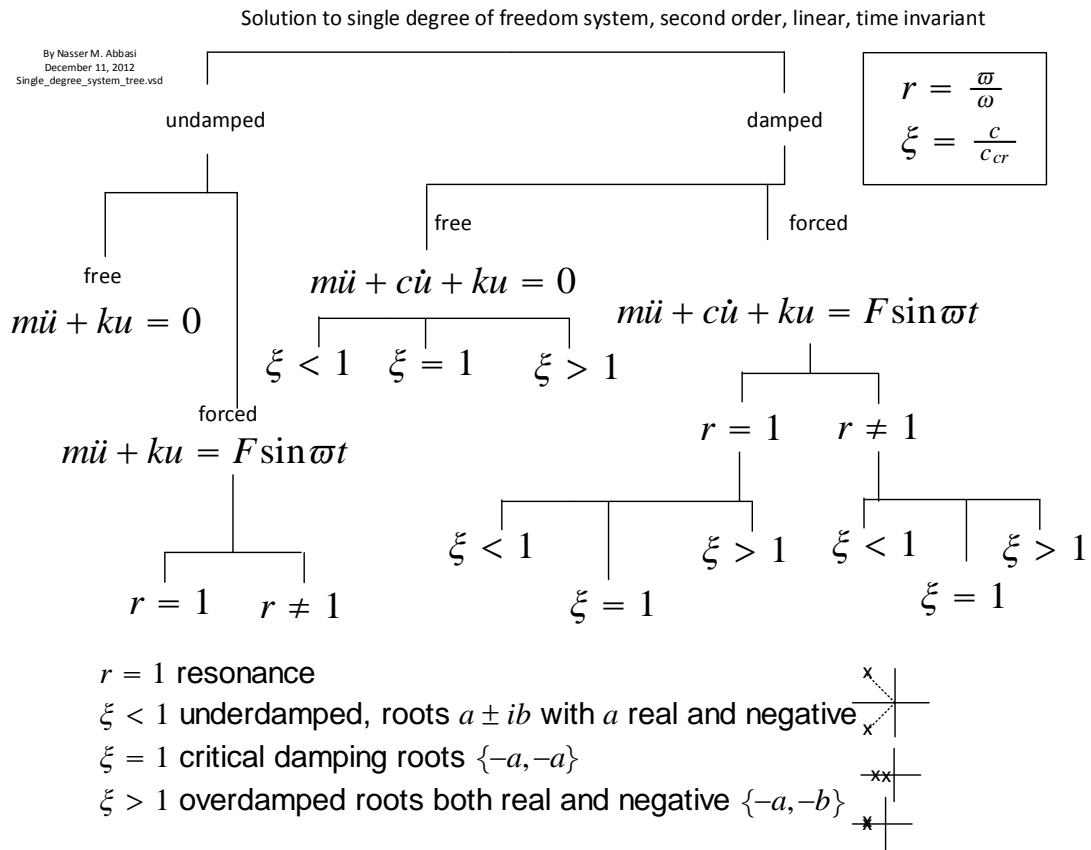 Solution to single degree of freedom system, second order, linear, time invariant
By Nasser M. Abbasi
December 11, 2012
Single_degree_system_tree.vsd
r = ϖ/ω
ξ = c/c_cr
undamped
damped
free
forced
free
mü + cu̇ + ku = 0
mü + ku = 0
mü + cu̇ + ku = F sin ϖt
ξ < 1 ξ = 1 ξ > 1
forced
r = 1 r ≠ 1
mü + ku = F sin ϖt
ξ < 1 ξ > 1 ξ < 1 ξ > 1
r = 1 r ≠ 1 ξ = 1 ξ = 1
r = 1 resonance
ξ < 1 underdamped, roots a ± ib with a real and negative
ξ = 1 critical damping roots {-a, -a}
ξ > 1 overdamped roots both real and negative {-a, -b}
x
x
xx
x